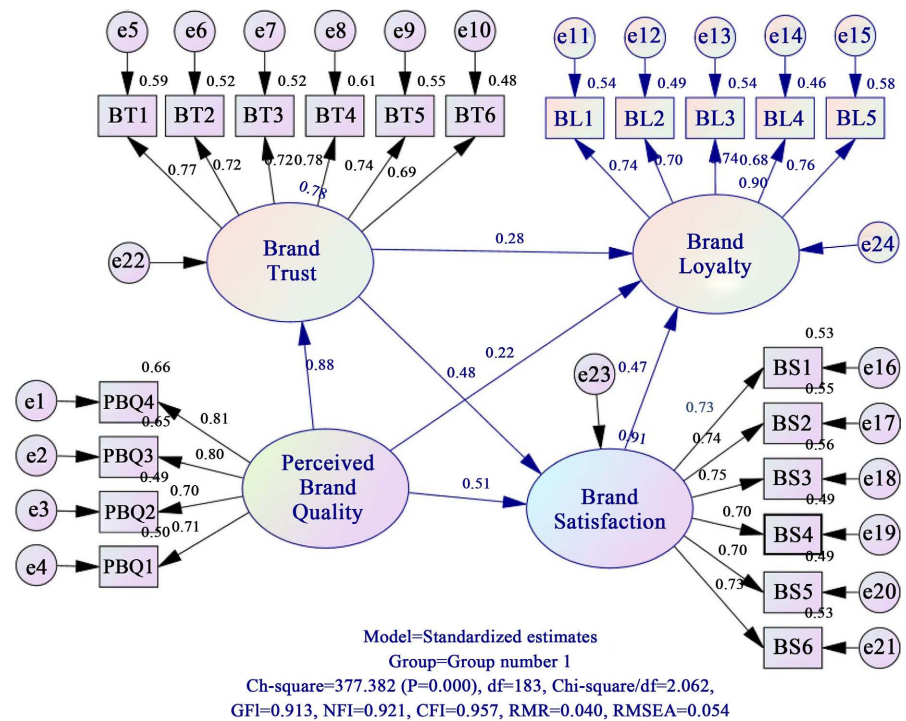 e5 e6 e7 e8 e9 e10 e11 e12 e13 e14 e15
0.59 0.52 0.52 0.61 0.55 0.48 0.54 0.49 0.54 0.46 0.58
BT1 BT2 BT3 BT4 BT5 BT6 BL1 BL2 BL3 BL4 BL5
0.77 0.72 0.72 0.78 0.74 0.69 0.74 0.70 .74 0.68 0.76
0.78 0.90
Brand
Trust
Brand
Loyalty
e22
0.28
e24
0.88
0.48
0.22
0.47
e23
0.91
0.51
0.66
e1 PBQ4 0.81
0.65
e2 PBQ3 0.80
0.49
e3 PBQ2 0.70
0.50 0.71
e4 PBQ1
Perceived
Brand
Quality
Brand
Satisfaction
0.53
BS1 e16
0.73
0.55
BS2 e17
0.74
0.56
BS3 e18
0.75
0.49
BS4 e19
0.70
0.49
BS5 e20
0.70
0.53
BS6 e21
0.73
Model=Standardized estimates
Group=Group number 1
Ch-square=377.382 (P=0.000), df=183, Chi-square/df=2.062,
GFI=0.913, NFI=0.921, CFI=0.957, RMR=0.040, RMSEA=0.054